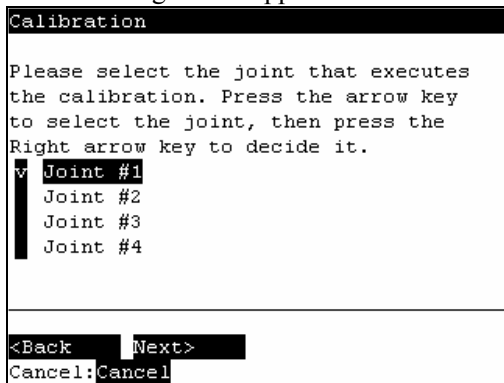 Calibration
Please select the joint that executes
the calibration. Press the arrow key
to select the joint, then press the
Right arrow key to decide it.
v Joint #1
Joint #2
Joint #3
Joint #4
<Back Next>
Cancel:Cancel